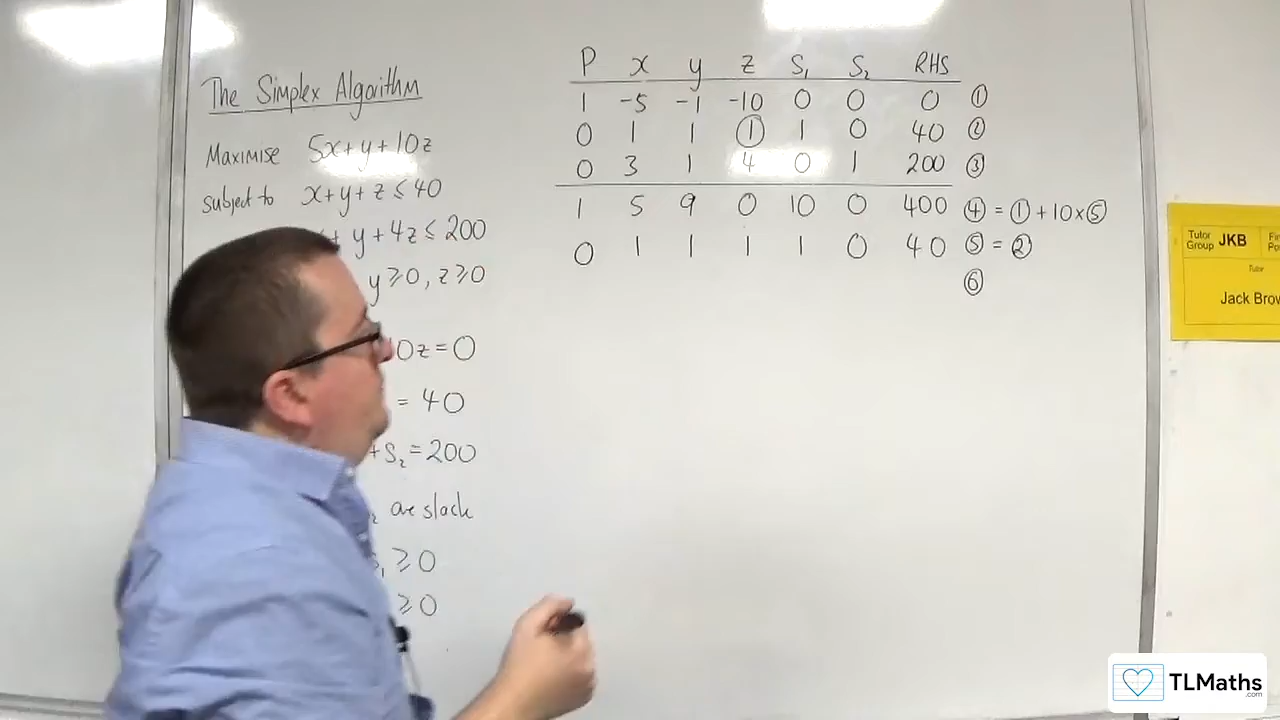 The Simplex Algorithm
Maximise 5x+y+10z
subject to x+y+z≤40
+ y+4z≤200
y≥0, z≥0
0z=0
= 40
+S₂=200
₂ are slack
S₁≥0
≥0
P x y z S₁ S₂ RHS
1 -5 -1 -10 0 0 0 ①
0 1 1 ① 1 0 40 ②
0 3 1 4 0 1 200 ③
1 5 9 0 10 0 400 ④ = ① + 10×⑤
0 1 1 1 1 0 40 ⑤ = ②
⑥
Tutor
Group JKB
Tutor
Jack Brow
TLMaths
.com